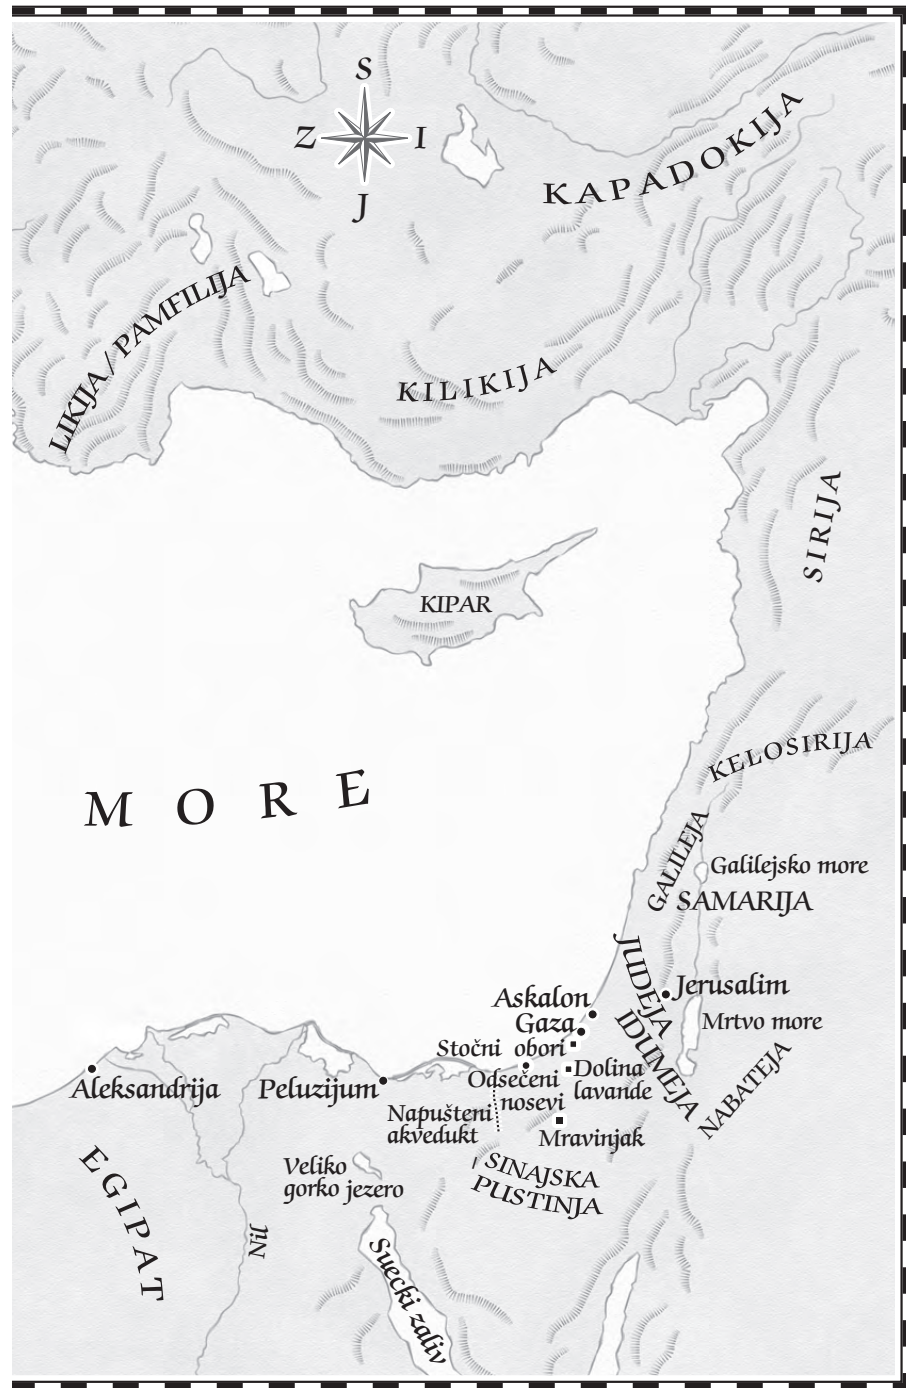 S
Z
I
J
KAPADOKIJA
LIKIJA / PAMFILIJA
KILIKIJA
SIRIJA
KIPAR
KELOSIRIJA
MORE
GALILEJA
Galilejsko more
SAMARIJA
JUDEJA
Jerusalim
Askalon
Gaza
IDUMEJA
Mrtvo more
Stočni obori
NABATEJA
Dolina
lavande
Odsečeni
nosevi
Aleksandrija
Peluzijum
Napušteni
akvedukt
Mravinjak
EGIPAT
Veliko
gorko jezero
SINAJSKA
PUSTINJA
Nil
Suecki zaliv